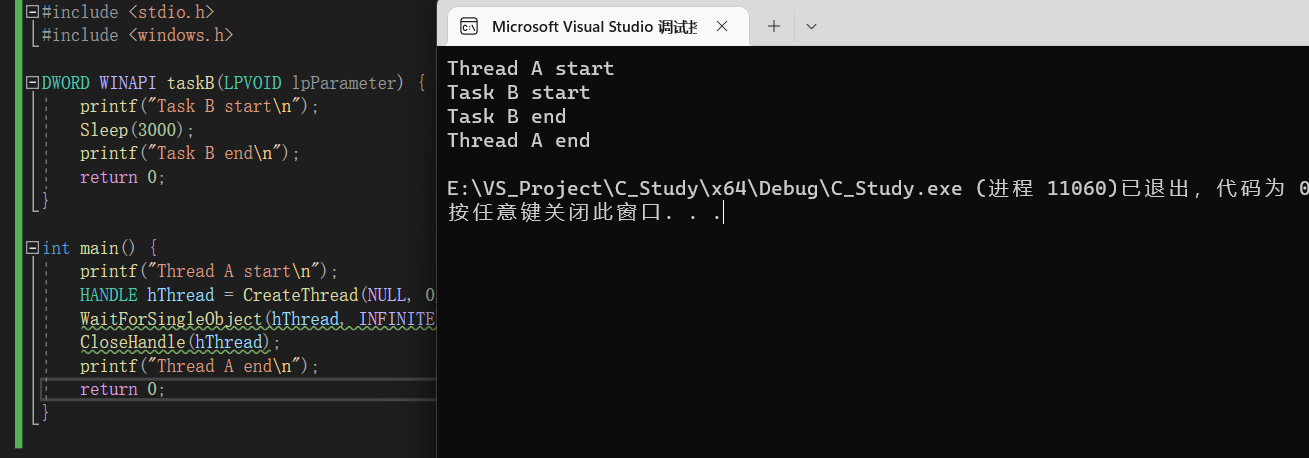 #include <stdio.h>
#include <windows.h>
DWORD WINAPI taskB(LPVOID lpParameter) {
printf("Task B start\n");
Sleep(3000);
printf("Task B end\n");
return 0;
}
int main() {
printf("Thread A start\n");
HANDLE hThread = CreateThread(NULL, 0
WaitForSingleObject(hThread, INFINITE
CloseHandle(hThread);
printf("Thread A end\n");
return 0;
}
Microsoft Visual Studio 调试
Thread A start
Task B start
Task B end
Thread A end
E:\VS_Project\C_Study\x64\Debug\C_Study.exe (进程 11060)已退出，代码为 0
按任意键关闭此窗口. . .